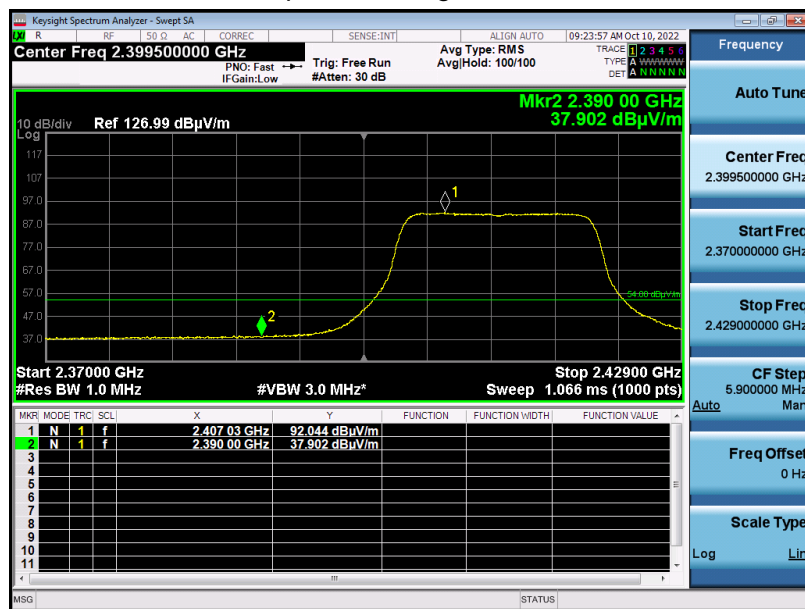 Keysight Spectrum Analyzer - Swept SA
LXI R RF 50 Ω AC CORREC SENSE:INT ALIGN AUTO 09:23:57 AM Oct 10, 2022
Center Freq 2.399500000 GHz Avg Type: RMS TRACE 1 2 3 4 5 6
PNO: Fast Trig: Free Run Avg|Hold: 100/100 TYPE A WWWWW
IFGain:Low #Atten: 30 dB DET A N N N N N
Mkr2 2.390 00 GHz
10 dB/div Ref 126.99 dBµV/m 37.902 dBµV/m
Log
117
107
97.0
87.0
77.0
67.0
57.0
47.0
37.0
1
2
54.00 dBµV/m
Start 2.37000 GHz Stop 2.42900 GHz
#Res BW 1.0 MHz #VBW 3.0 MHz* Sweep 1.066 ms (1000 pts)
MKR MODE TRC SCL X Y FUNCTION FUNCTION WIDTH FUNCTION VALUE
1 N 1 f 2.407 03 GHz 92.044 dBµV/m
2 N 1 f 2.390 00 GHz 37.902 dBµV/m
3
4
5
6
7
8
9
10
11
MSG STATUS
Frequency
Auto Tune
Center Freq
2.399500000 GHz
Start Freq
2.370000000 GHz
Stop Freq
2.429000000 GHz
CF Step
5.900000 MHz
Auto Man
Freq Offset
0 Hz
Scale Type
Log Lin